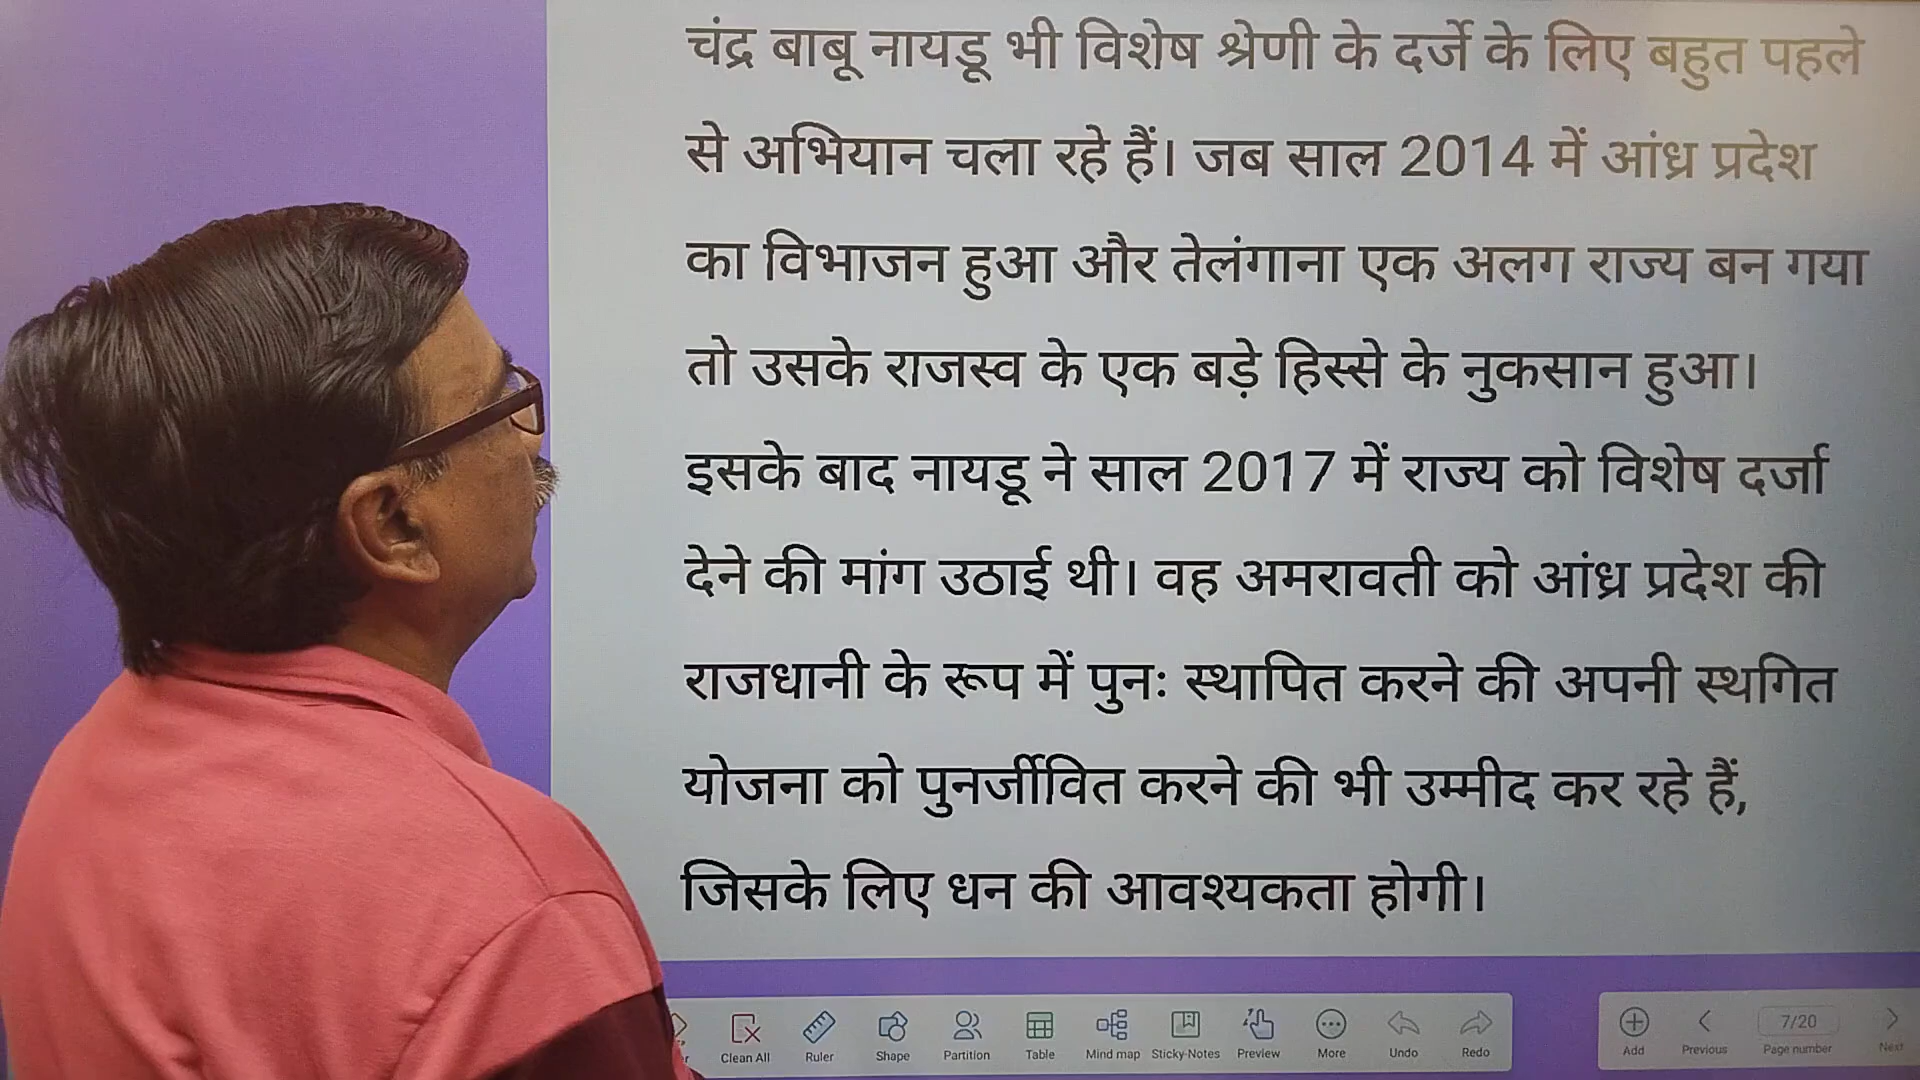 चंद्र बाबू नायडू भी विशेष श्रेणी के दर्जे के लिए बहुत पहले
से अभियान चला रहे हैं। जब साल 2014 में आंध्र प्रदेश
का विभाजन हुआ और तेलंगाना एक अलग राज्य बन गया
तो उसके राजस्व के एक बड़े हिस्से के नुकसान हुआ।
इसके बाद नायडू ने साल 2017 में राज्य को विशेष दर्जा
देने की मांग उठाई थी। वह अमरावती को आंध्र प्रदेश की
राजधानी के रूप में पुनः स्थापित करने की अपनी स्थगित
योजना को पुनर्जीवित करने की भी उम्मीद कर रहे हैं,
जिसके लिए धन की आवश्यकता होगी।
Clean All Ruler Shape Partition Table Mind map Sticky-Notes Preview More Undo Redo
7/20
Add Previous Page number Next